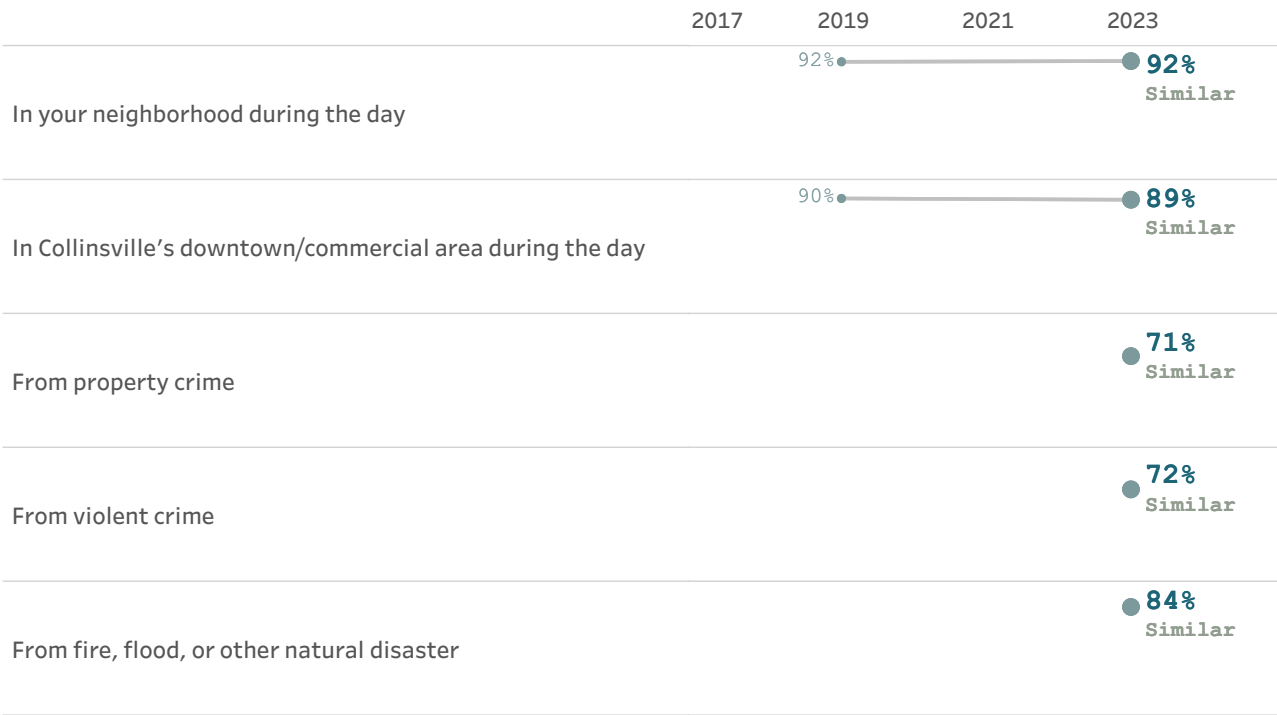 2017 2019 2021 2023
92% 92%
Similar
In your neighborhood during the day
90% 89%
Similar
In Collinsville’s downtown/commercial area during the day
71%
Similar
From property crime
72%
Similar
From violent crime
84%
Similar
From fire, flood, or other natural disaster